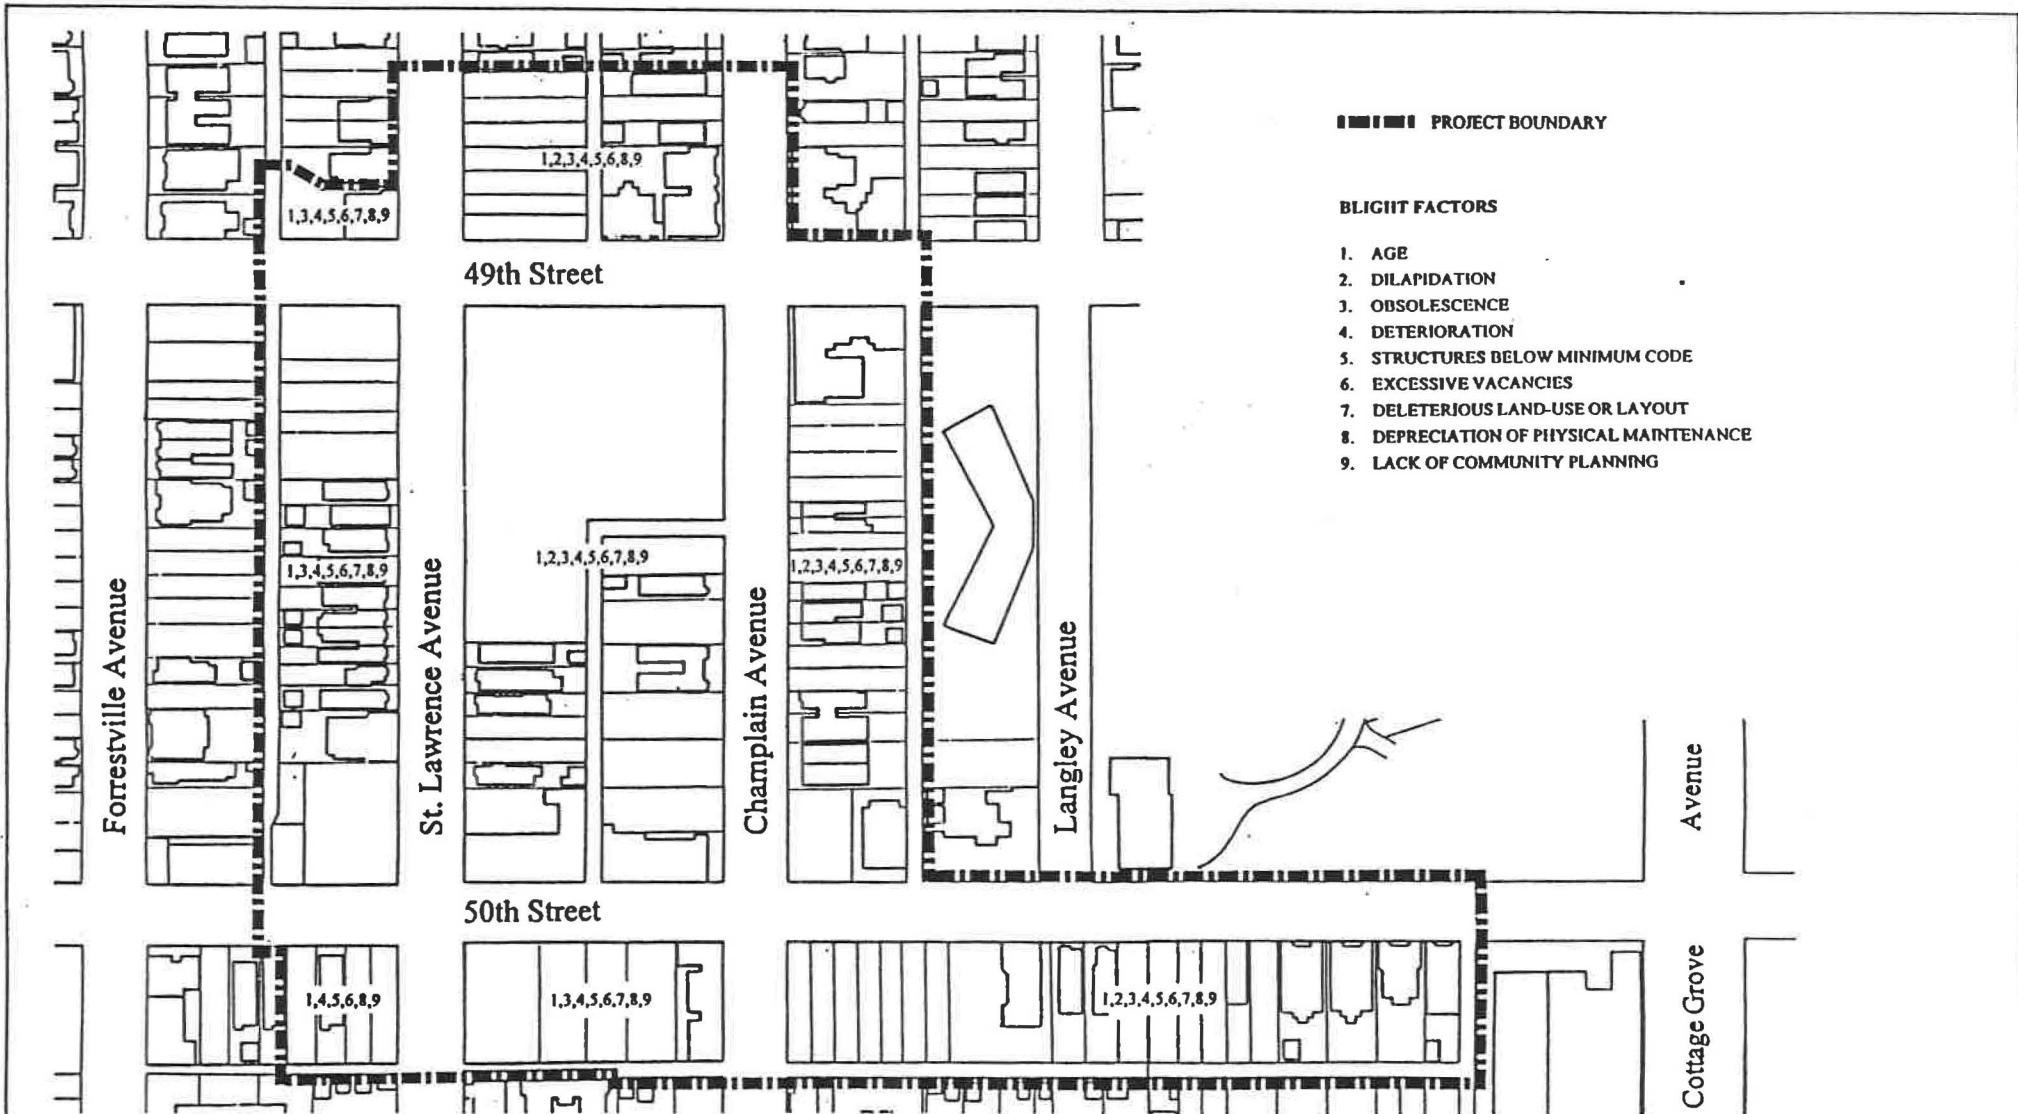 PROJECT BOUNDARY
BLIGHT FACTORS
1. AGE
2. DILAPIDATION
3. OBSOLESCENCE
4. DETERIORATION
5. STRUCTURES BELOW MINIMUM CODE
6. EXCESSIVE VACANCIES
7. DELETERIOUS LAND-USE OR LAYOUT
8. DEPRECIATION OF PHYSICAL MAINTENANCE
9. LACK OF COMMUNITY PLANNING
1,2,3,4,5,6,8,9
1,3,4,5,6,7,8,9
49th Street
1,3,4,5,6,7,8,9
1,2,3,4,5,6,7,8,9
1,2,3,4,5,6,7,8,9
Forrestville Avenue
St. Lawrence Avenue
Champlain Avenue
Langley Avenue
Cottage Grove Avenue
50th Street
1,4,5,6,8,9
1,3,4,5,6,7,8,9
1,2,3,4,5,6,7,8,9